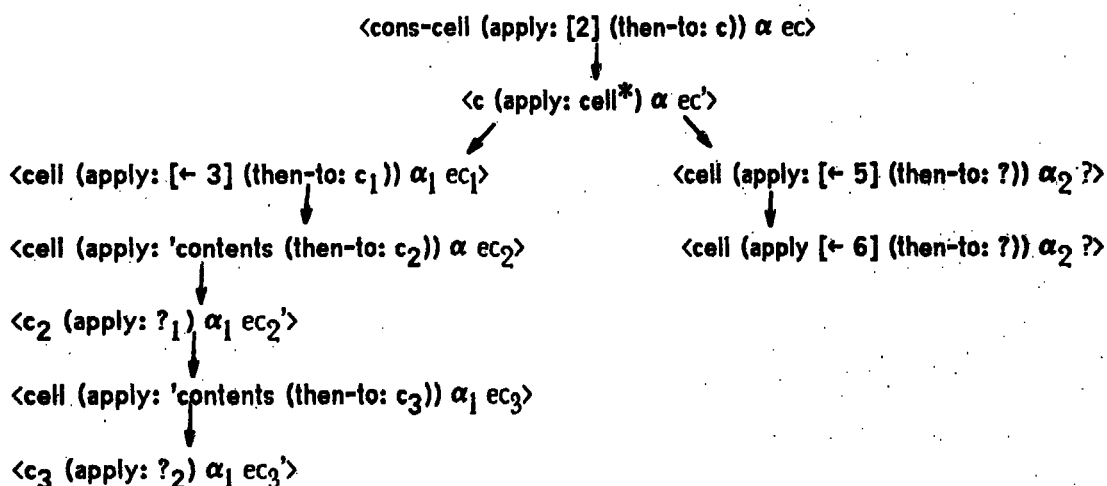 <cons-cell (apply: [2] (then-to: c)) α ec>
<c (apply: cell*) α ec'>
<cell (apply: [← 3] (then-to: c₁)) α₁ ec₁>
<cell (apply: [← 5] (then-to: ?)) α₂ ?>
<cell (apply: 'contents (then-to: c₂)) α ec₂>
<cell (apply [← 6] (then-to: ?)) α₂ ?>
<c₂ (apply: ?₁) α₁ ec₂'>
<cell (apply: 'contents (then-to: c₃)) α₁ ec₃>
<c₃ (apply: ?₂) α₁ ec₃'>